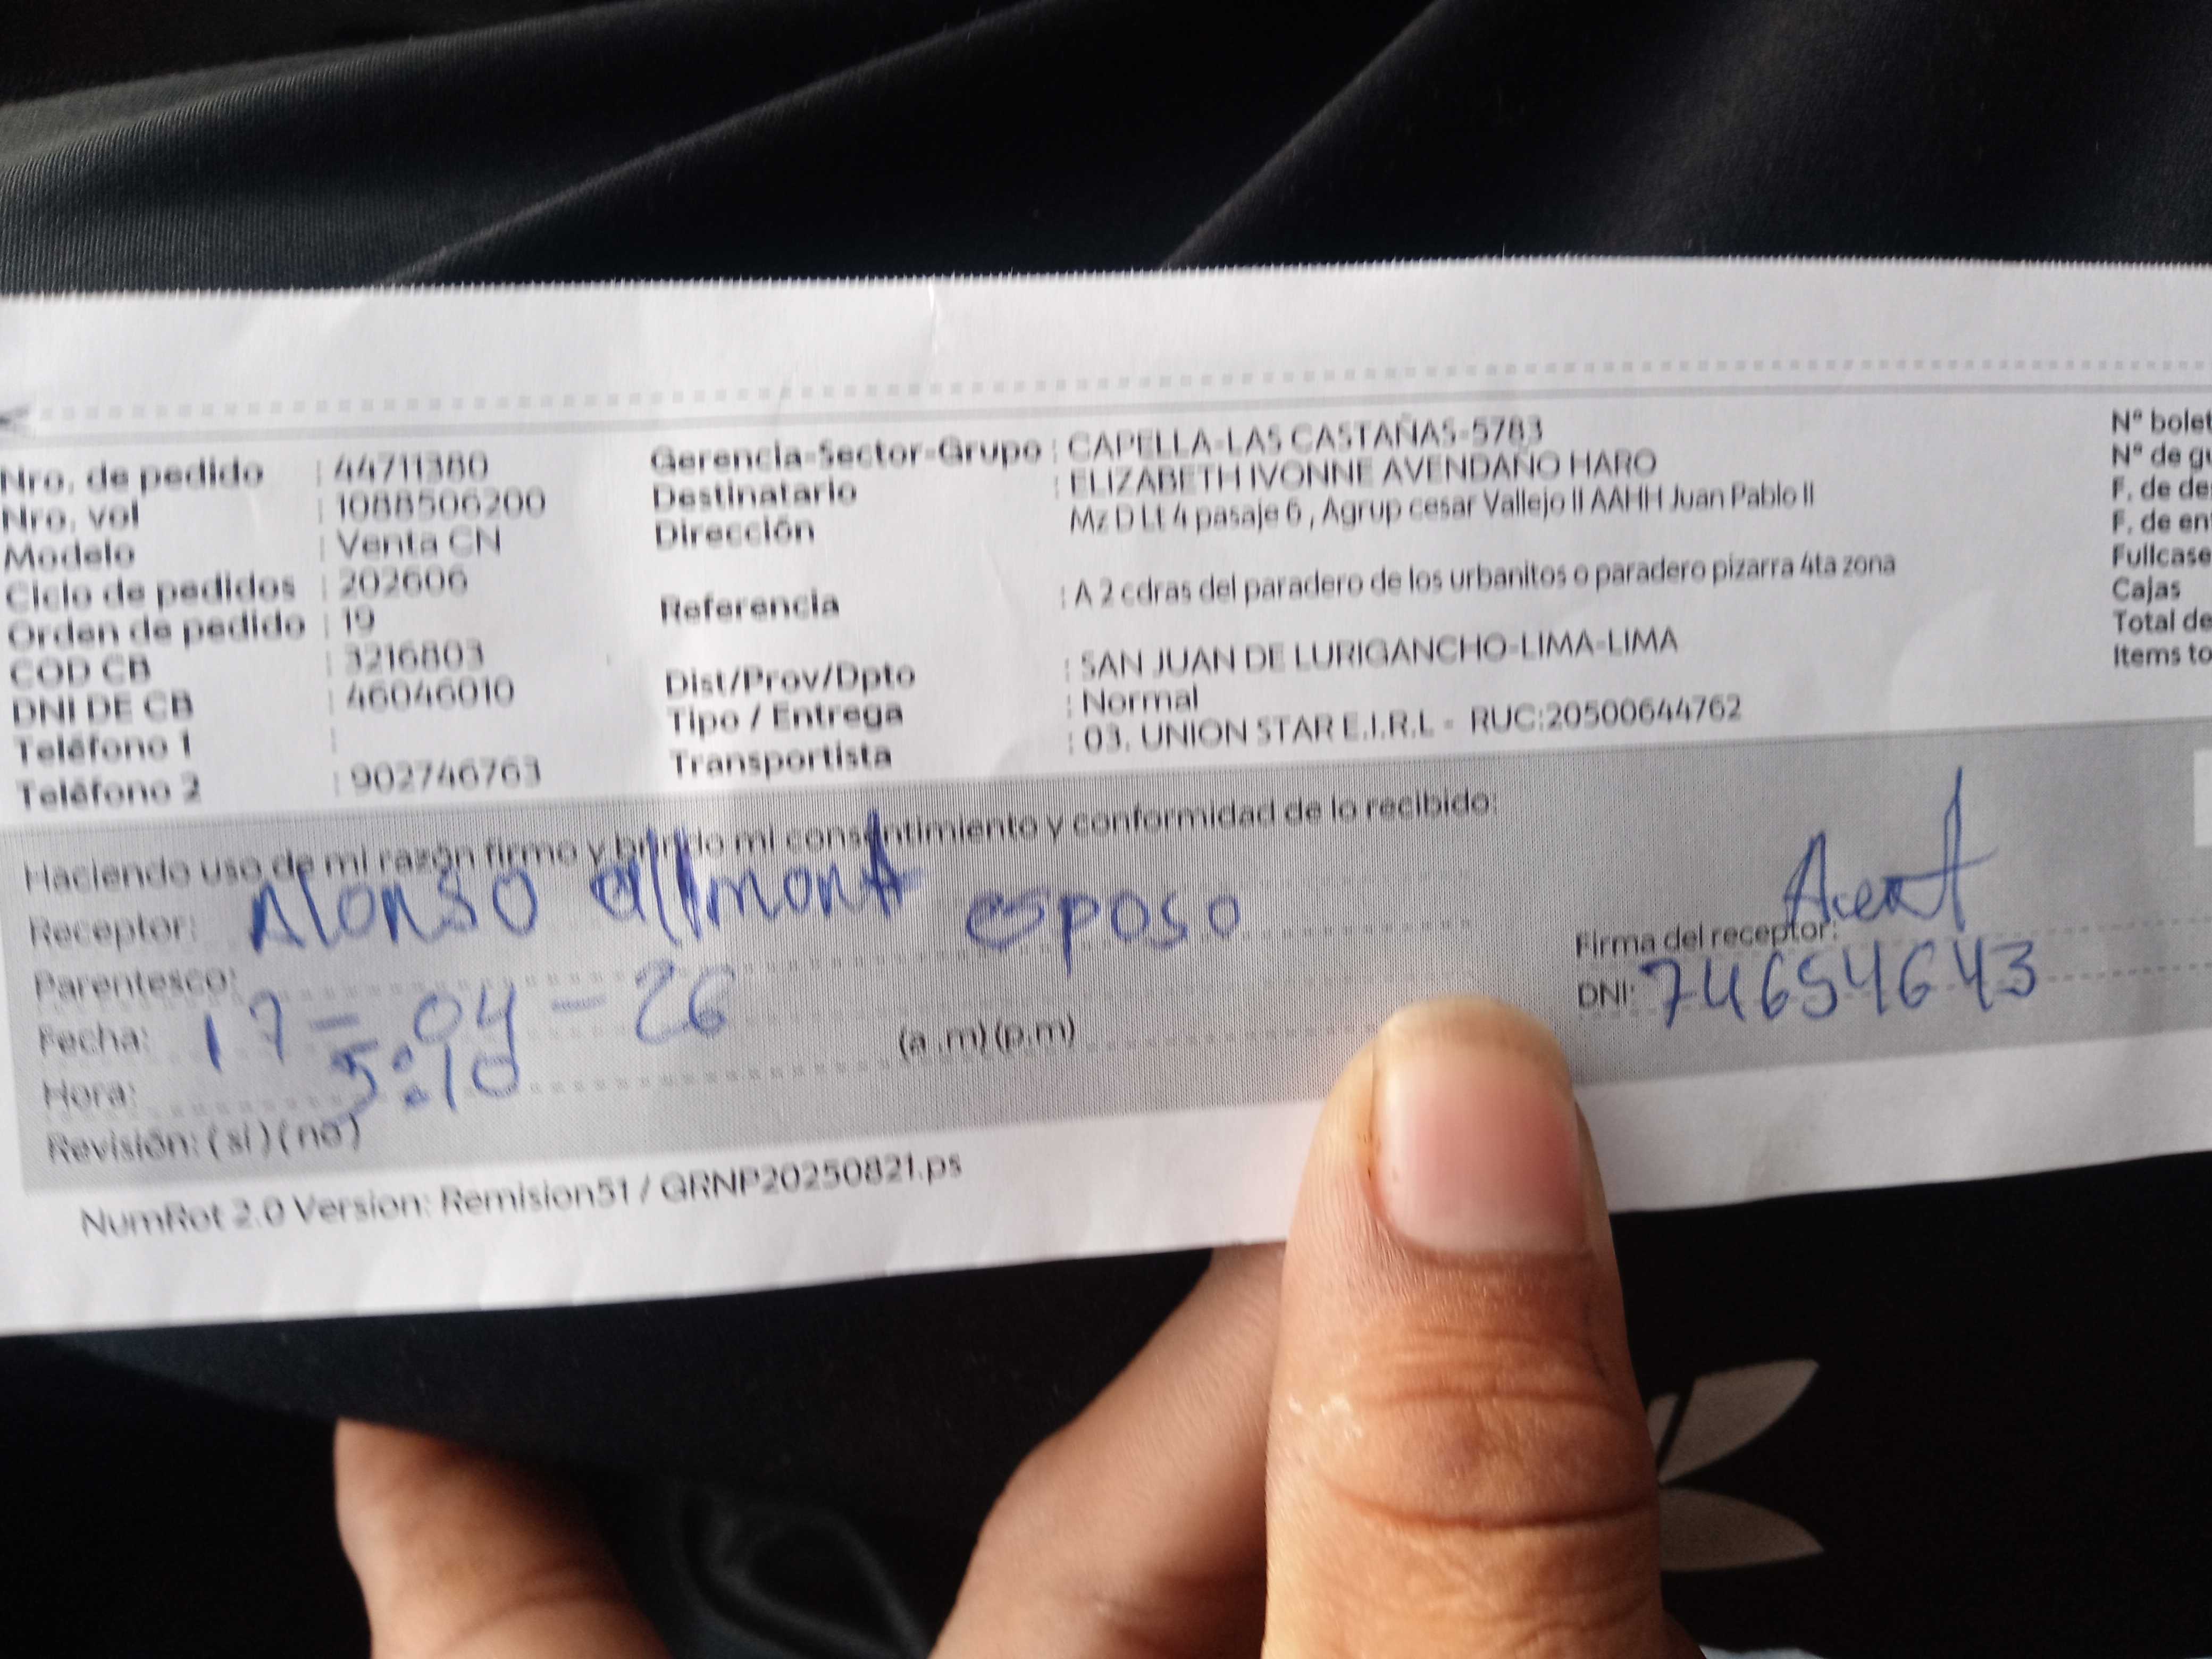 Nro. de pedido : 44711380
Nro. vol : 1088506200
Modelo : Venta CN
Ciclo de pedidos : 202606
Orden de pedido : 19
COD CB : 3216803
DNI DE CB : 46046010
Teléfono 1 :
Teléfono 2 : 902746763
Gerencia-Sector-Grupo : CAPELLA-LAS CASTAÑAS-5783
Destinatario : ELIZABETH IVONNE AVENDAÑO HARO
Dirección Mz D Lt 4 pasaje 6 , Agrup cesar Vallejo II AAHH Juan Pablo II
Referencia : A 2 cdras del paradero de los urbanitos o paradero pizarra 4ta zona
Dist/Prov/Dpto : SAN JUAN DE LURIGANCHO-LIMA-LIMA
Tipo / Entrega : Normal
Transportista : 03. UNION STAR E.I.R.L - RUC:20500644762
N° bolet
N° de gu
F. de de
F. de en
Fullcase
Cajas
Total de
Items to
Haciendo uso de mi razón firmo y brindo mi consentimiento y conformidad de lo recibido:
Receptor: Alonso esposo
Parentesco:
Fecha: 17-04-26
Hora: 5:10 (a .m) (p.m)
Revisión: ( si ) ( no )
Firma del receptor:
DNI: 74654643
NumRot 2.0 Version: Remision51 / GRNP20250821.ps